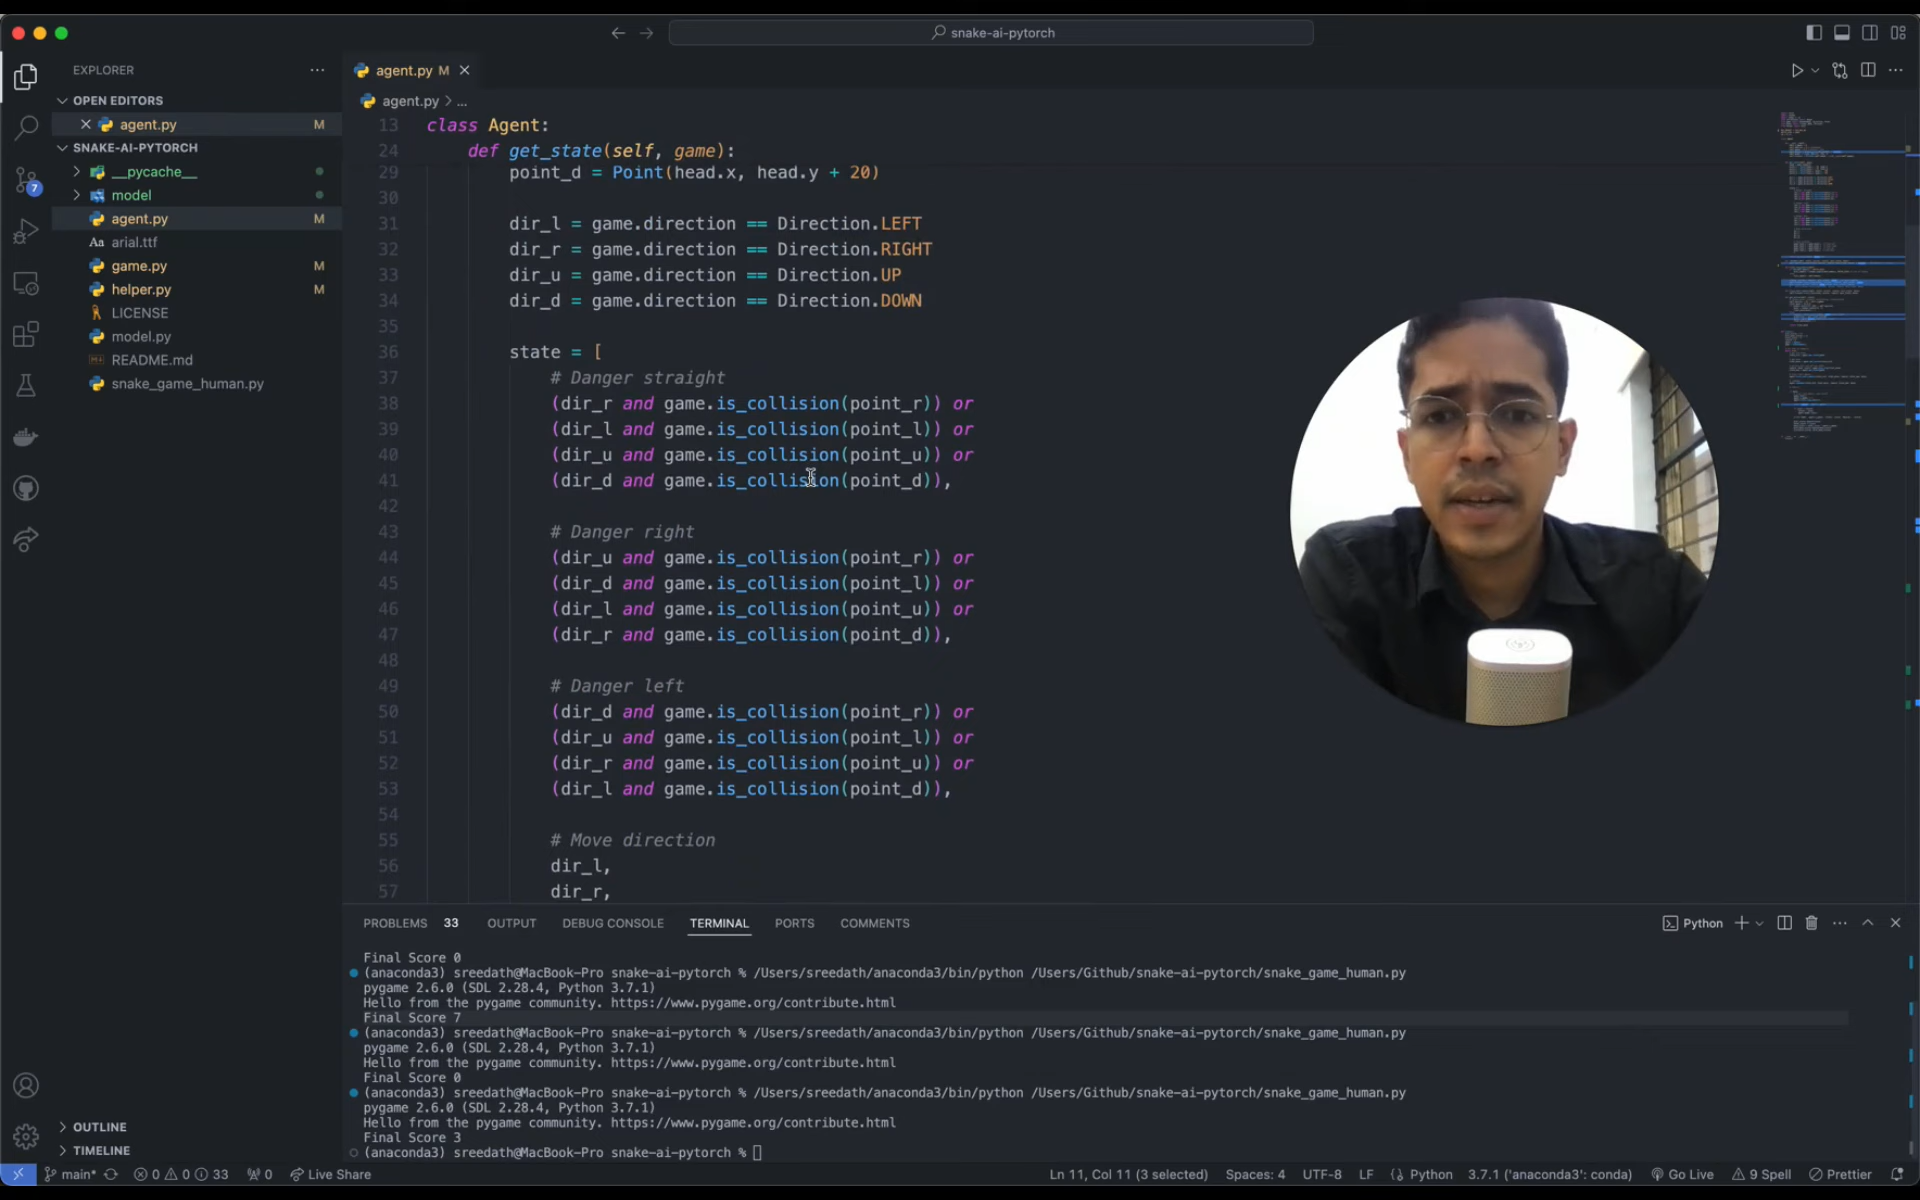 snake-ai-pytorch
EXPLORER
OPEN EDITORS
agent.py M
SNAKE-AI-PYTORCH
__pycache__
model
agent.py M
Aa arial.ttf
game.py M
helper.py M
LICENSE
model.py
README.md
snake_game_human.py
OUTLINE
TIMELINE
7
agent.py M
agent.py > ...
13 class Agent:
24 def get_state(self, game):
29 point_d = Point(head.x, head.y + 20)
30
31 dir_l = game.direction == Direction.LEFT
32 dir_r = game.direction == Direction.RIGHT
33 dir_u = game.direction == Direction.UP
34 dir_d = game.direction == Direction.DOWN
35
36 state = [
37 # Danger straight
38 (dir_r and game.is_collision(point_r)) or
39 (dir_l and game.is_collision(point_l)) or
40 (dir_u and game.is_collision(point_u)) or
41 (dir_d and game.is_collision(point_d)),
42
43 # Danger right
44 (dir_u and game.is_collision(point_r)) or
45 (dir_d and game.is_collision(point_l)) or
46 (dir_l and game.is_collision(point_u)) or
47 (dir_r and game.is_collision(point_d)),
48
49 # Danger left
50 (dir_d and game.is_collision(point_r)) or
51 (dir_u and game.is_collision(point_l)) or
52 (dir_r and game.is_collision(point_u)) or
53 (dir_l and game.is_collision(point_d)),
54
55 # Move direction
56 dir_l,
57 dir_r,
PROBLEMS 33 OUTPUT DEBUG CONSOLE TERMINAL PORTS COMMENTS Python
Final Score 0
(anaconda3) sreedath@MacBook-Pro snake-ai-pytorch % /Users/sreedath/anaconda3/bin/python /Users/Github/snake-ai-pytorch/snake_game_human.py
pygame 2.6.0 (SDL 2.28.4, Python 3.7.1)
Hello from the pygame community. https://www.pygame.org/contribute.html
Final Score 7
(anaconda3) sreedath@MacBook-Pro snake-ai-pytorch % /Users/sreedath/anaconda3/bin/python /Users/Github/snake-ai-pytorch/snake_game_human.py
pygame 2.6.0 (SDL 2.28.4, Python 3.7.1)
Hello from the pygame community. https://www.pygame.org/contribute.html
Final Score 0
(anaconda3) sreedath@MacBook-Pro snake-ai-pytorch % /Users/sreedath/anaconda3/bin/python /Users/Github/snake-ai-pytorch/snake_game_human.py
pygame 2.6.0 (SDL 2.28.4, Python 3.7.1)
Hello from the pygame community. https://www.pygame.org/contribute.html
Final Score 3
(anaconda3) sreedath@MacBook-Pro snake-ai-pytorch %
main* 0 0 33 0 Live Share Ln 11, Col 11 (3 selected) Spaces: 4 UTF-8 LF Python 3.7.1 ('anaconda3': conda) Go Live 9 Spell Prettier